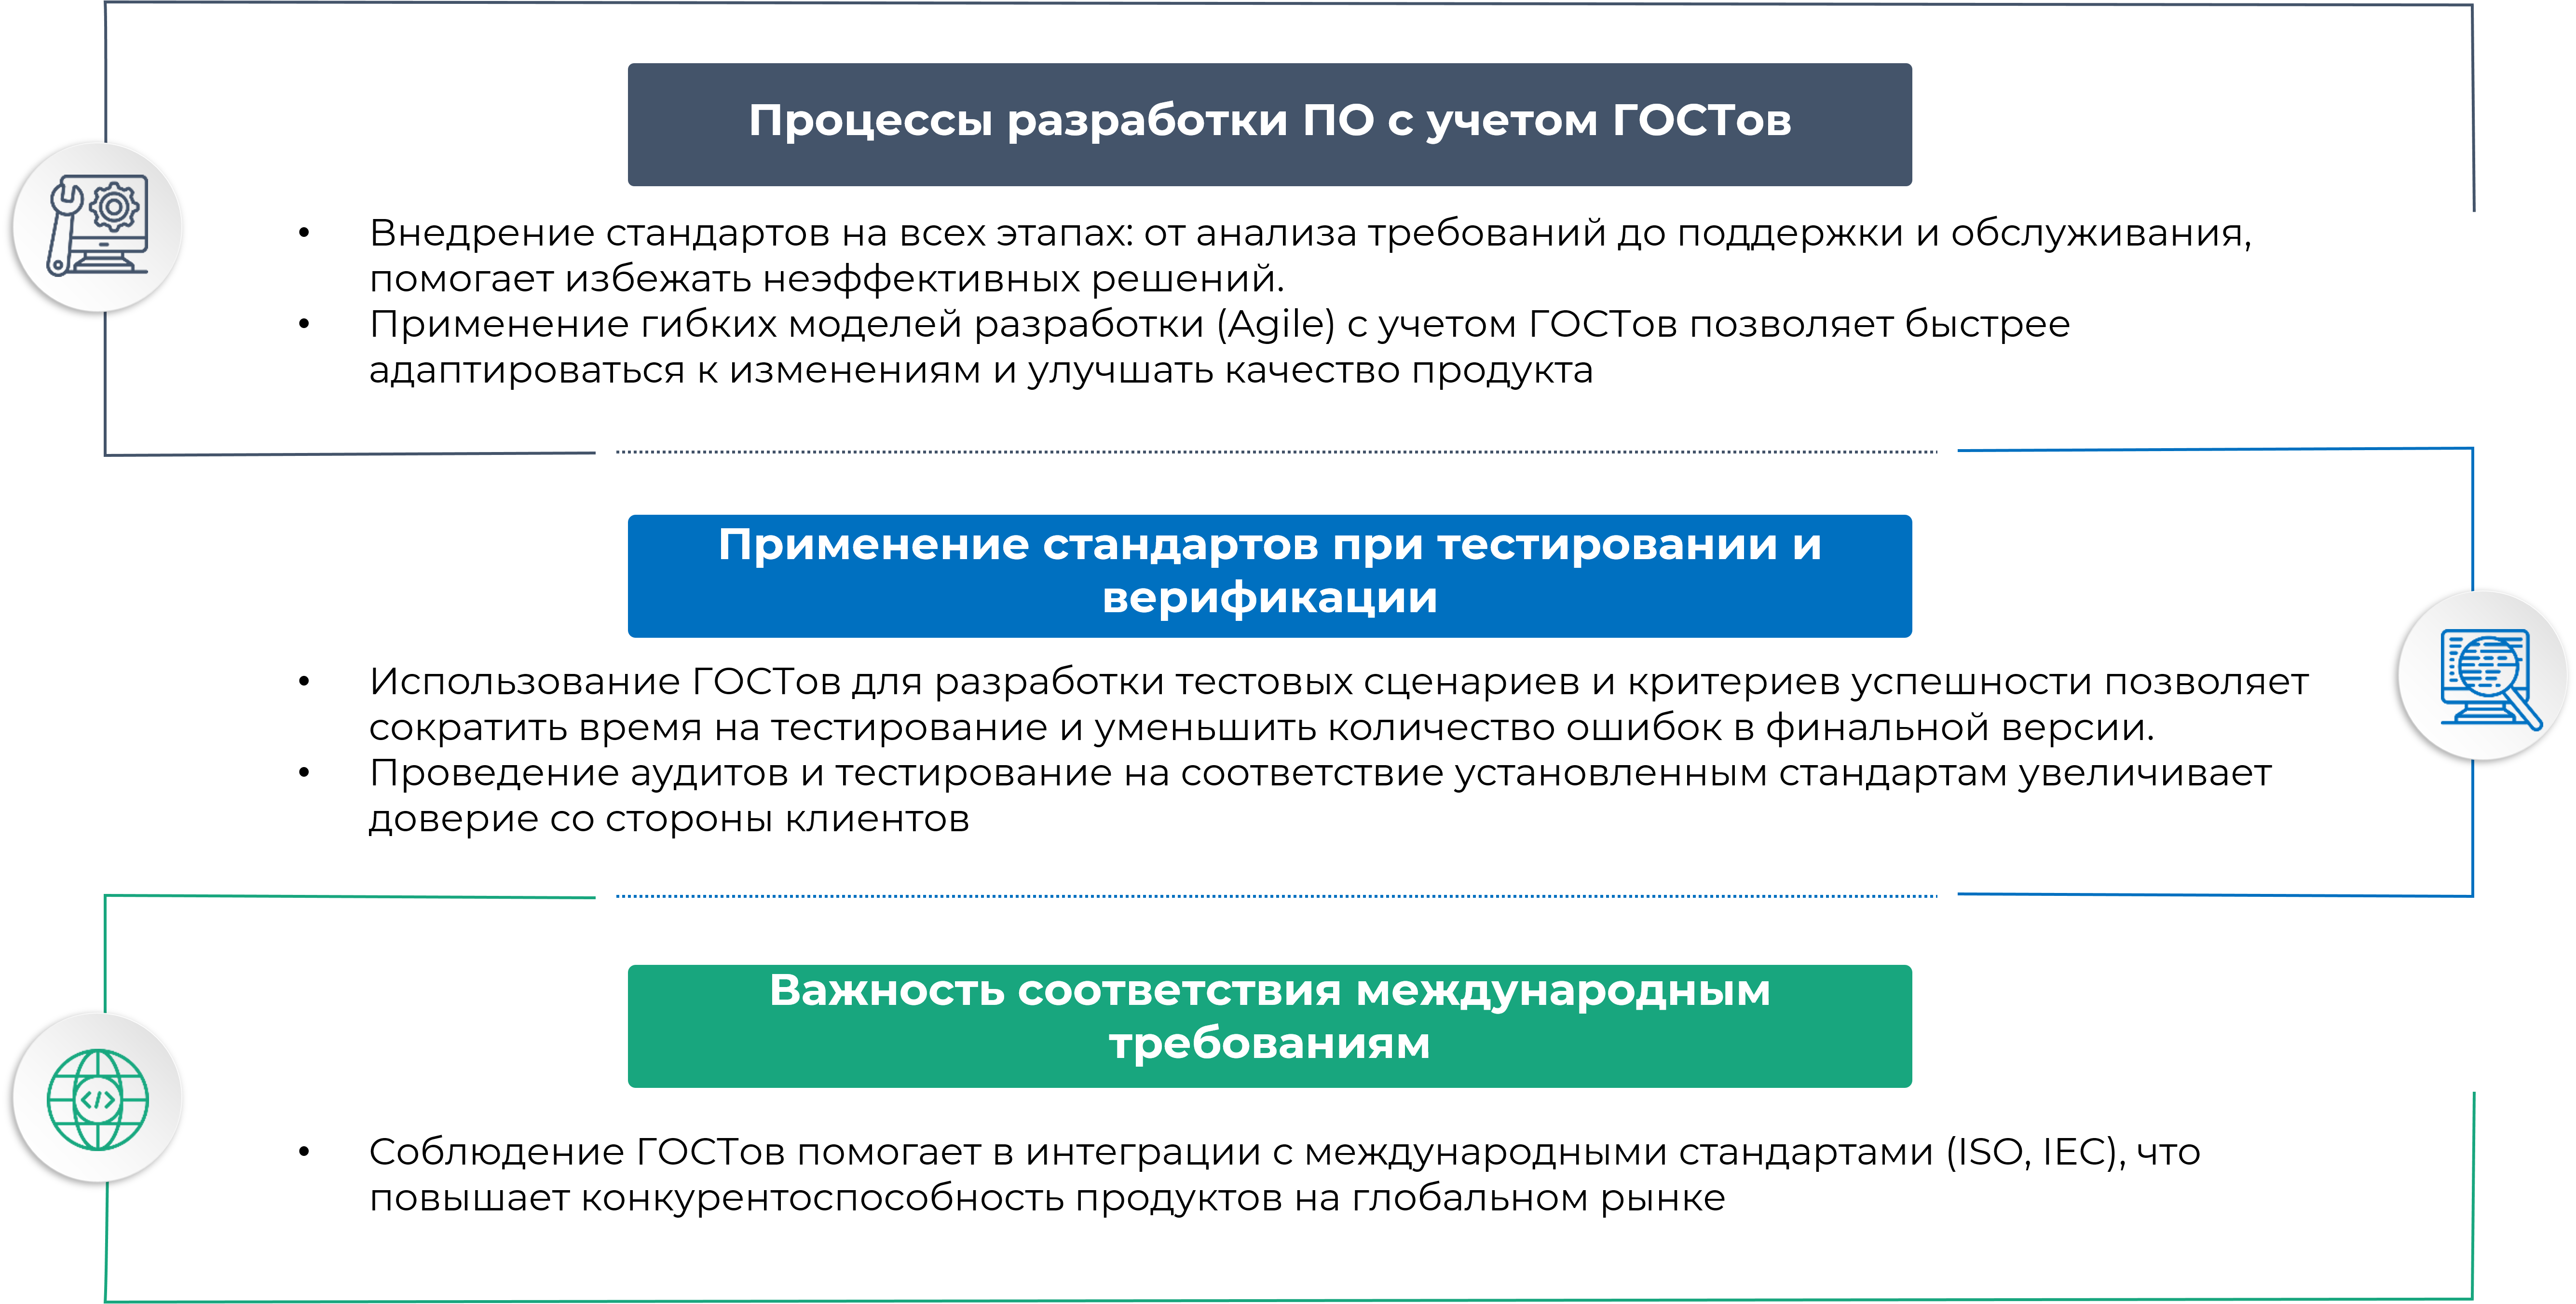 Процессы разработки ПО с учетом ГОСТов
• Внедрение стандартов на всех этапах: от анализа требований до поддержки и обслуживания,
помогает избежать неэффективных решений.
• Применение гибких моделей разработки (Agile) с учетом ГОСТов позволяет быстрее
адаптироваться к изменениям и улучшать качество продукта
Применение стандартов при тестировании и
верификации
• Использование ГОСТов для разработки тестовых сценариев и критериев успешности позволяет
сократить время на тестирование и уменьшить количество ошибок в финальной версии.
• Проведение аудитов и тестирование на соответствие установленным стандартам увеличивает
доверие со стороны клиентов
Важность соответствия международным
требованиям
</>
• Соблюдение ГОСТов помогает в интеграции с международными стандартами (ISO, IEC), что
повышает конкурентоспособность продуктов на глобальном рынке